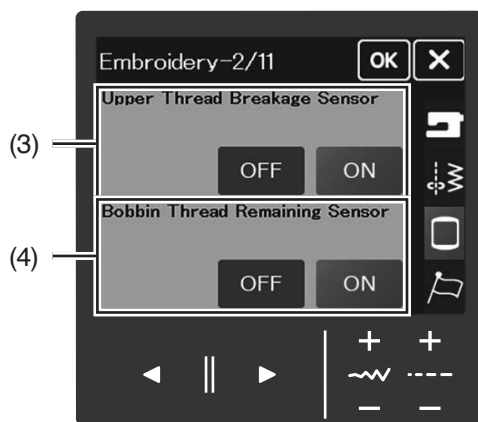 Embroidery-2/11 OK X
Upper Thread Breakage Sensor
(3)
OFF ON
Bobbin Thread Remaining Sensor
(4)
OFF ON